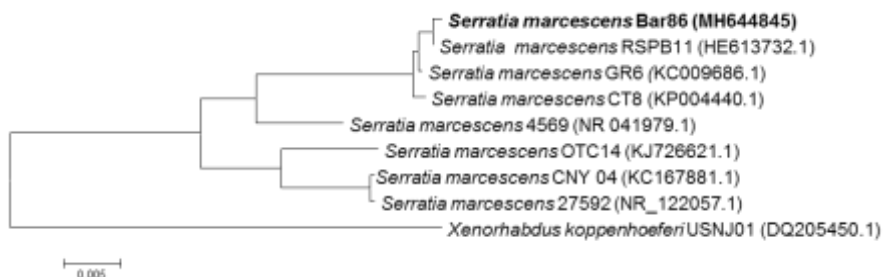 Serratia marcescens Bar86 (MH644845)
Serratia marcescens RSPB11 (HE613732.1)
Serratia marcescens GR6 (KC009686.1)
Serratia marcescens CT8 (KP004440.1)
Serratia marcescens 4569 (NR 041979.1)
Serratia marcescens OTC14 (KJ726621.1)
Serratia marcescens CNY 04 (KC167881.1)
Serratia marcescens 27592 (NR_122057.1)
Xenorhabdus koppenhoeferi USNJ01 (DQ205450.1)
0.005